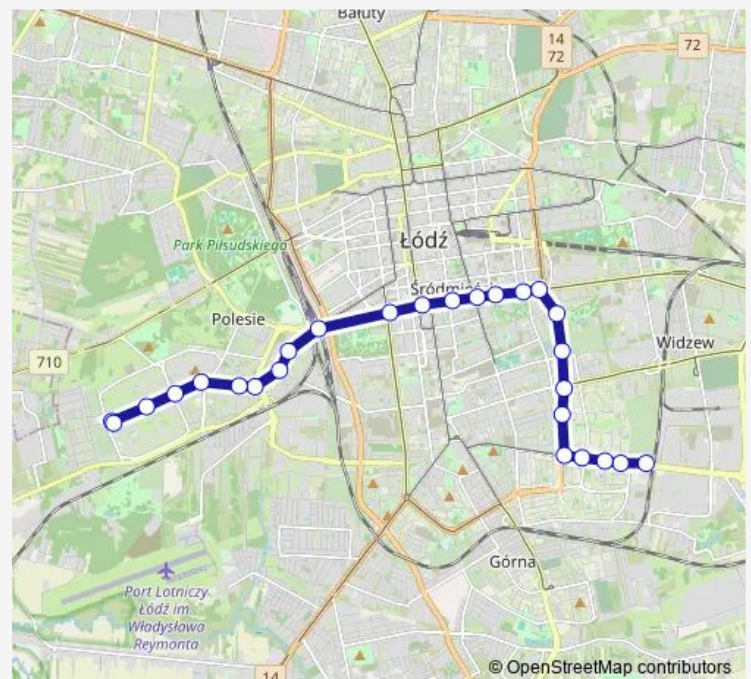 Bałuty
14
72
72
Park Piłsudskiego
Łódź
Śródmieś
Polesie
Widzew
710
Górna
Port Lotniczy
Łódź im.
Władysława
Reymonta
14
© OpenStreetMap contributors